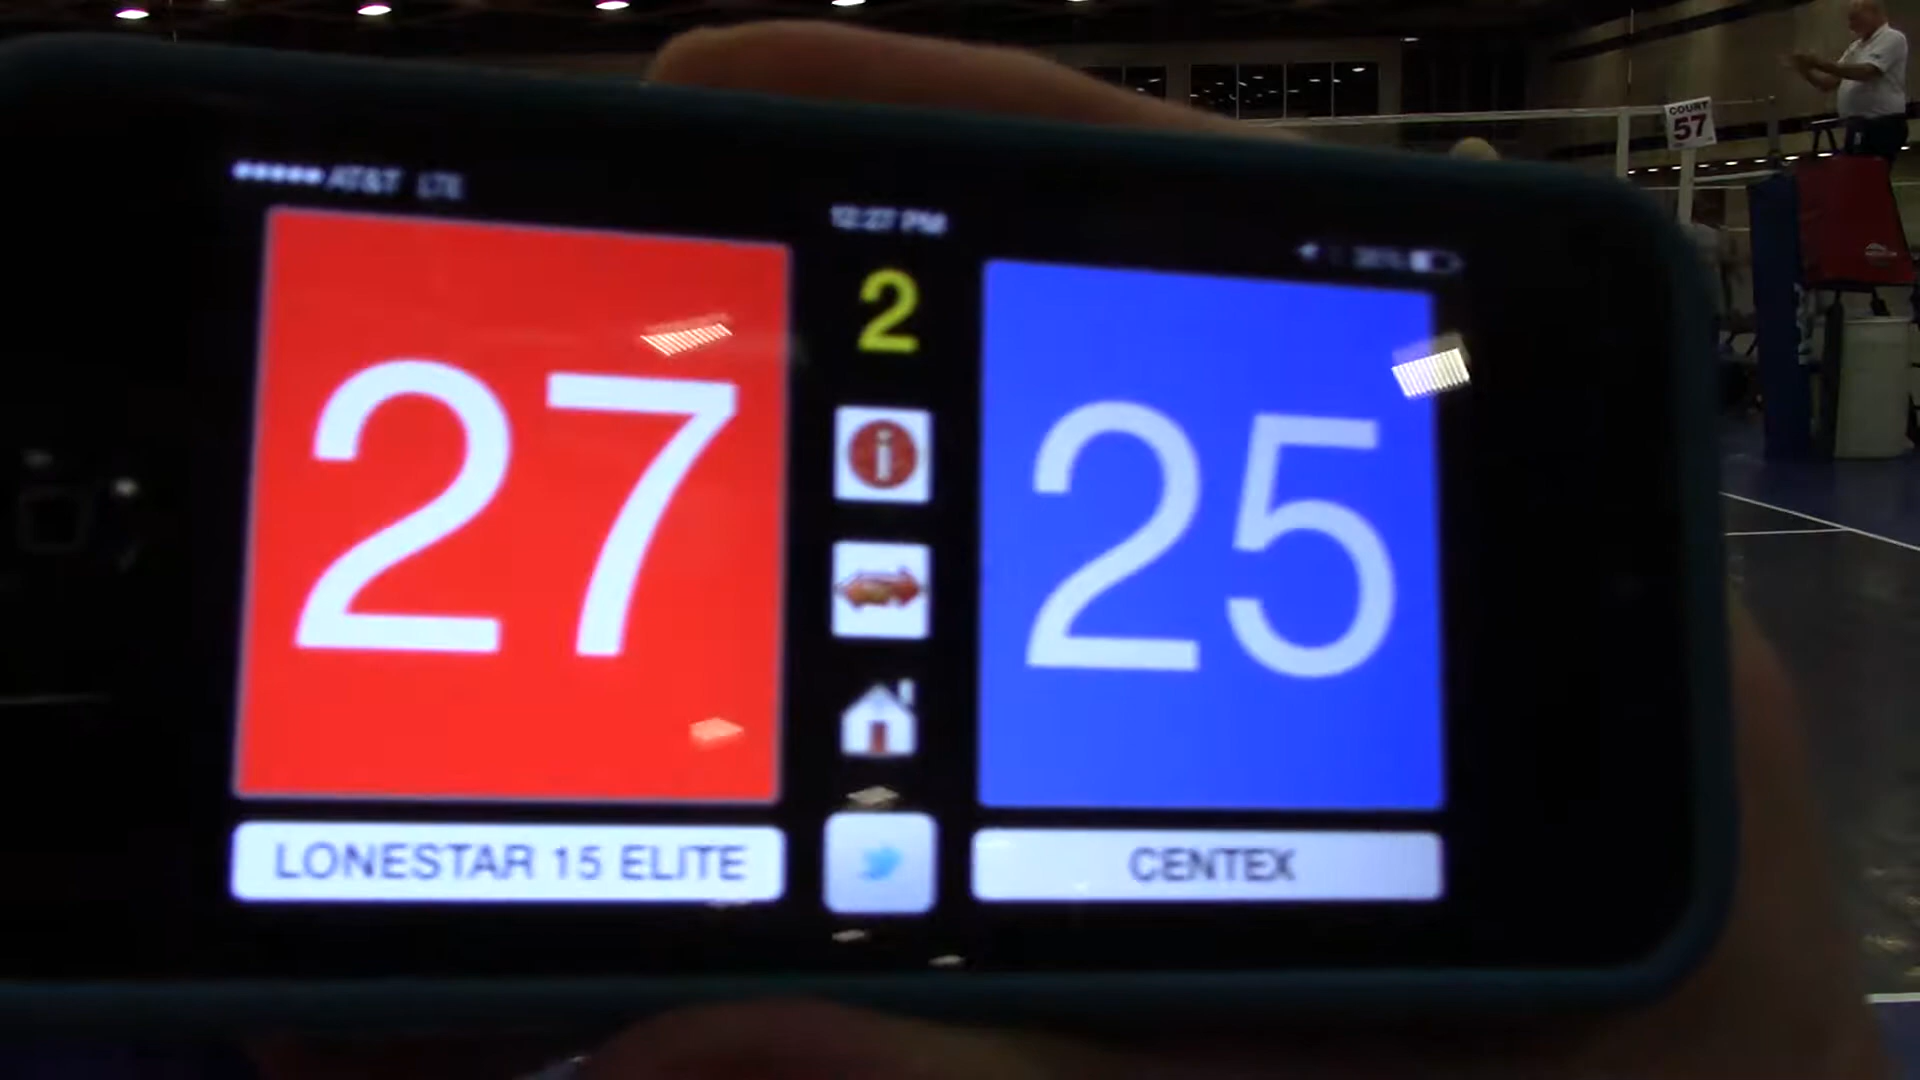 AT&T LTE
12:27 PM
2
27
25
LONESTAR 15 ELITE
CENTEX
COURT
57